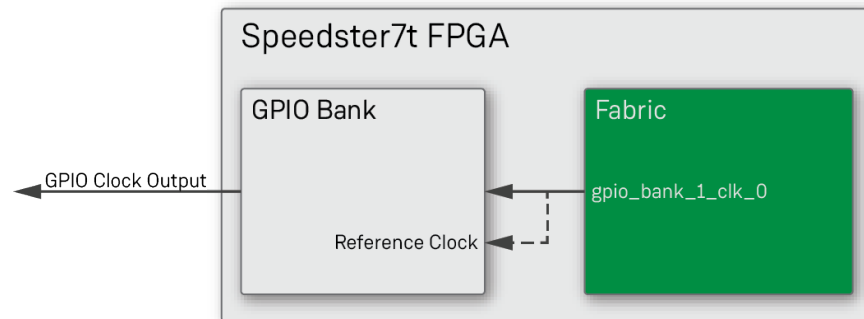 Speedster7t FPGA
GPIO Bank
Fabric
GPIO Clock Output
gpio_bank_1_clk_0
Reference Clock